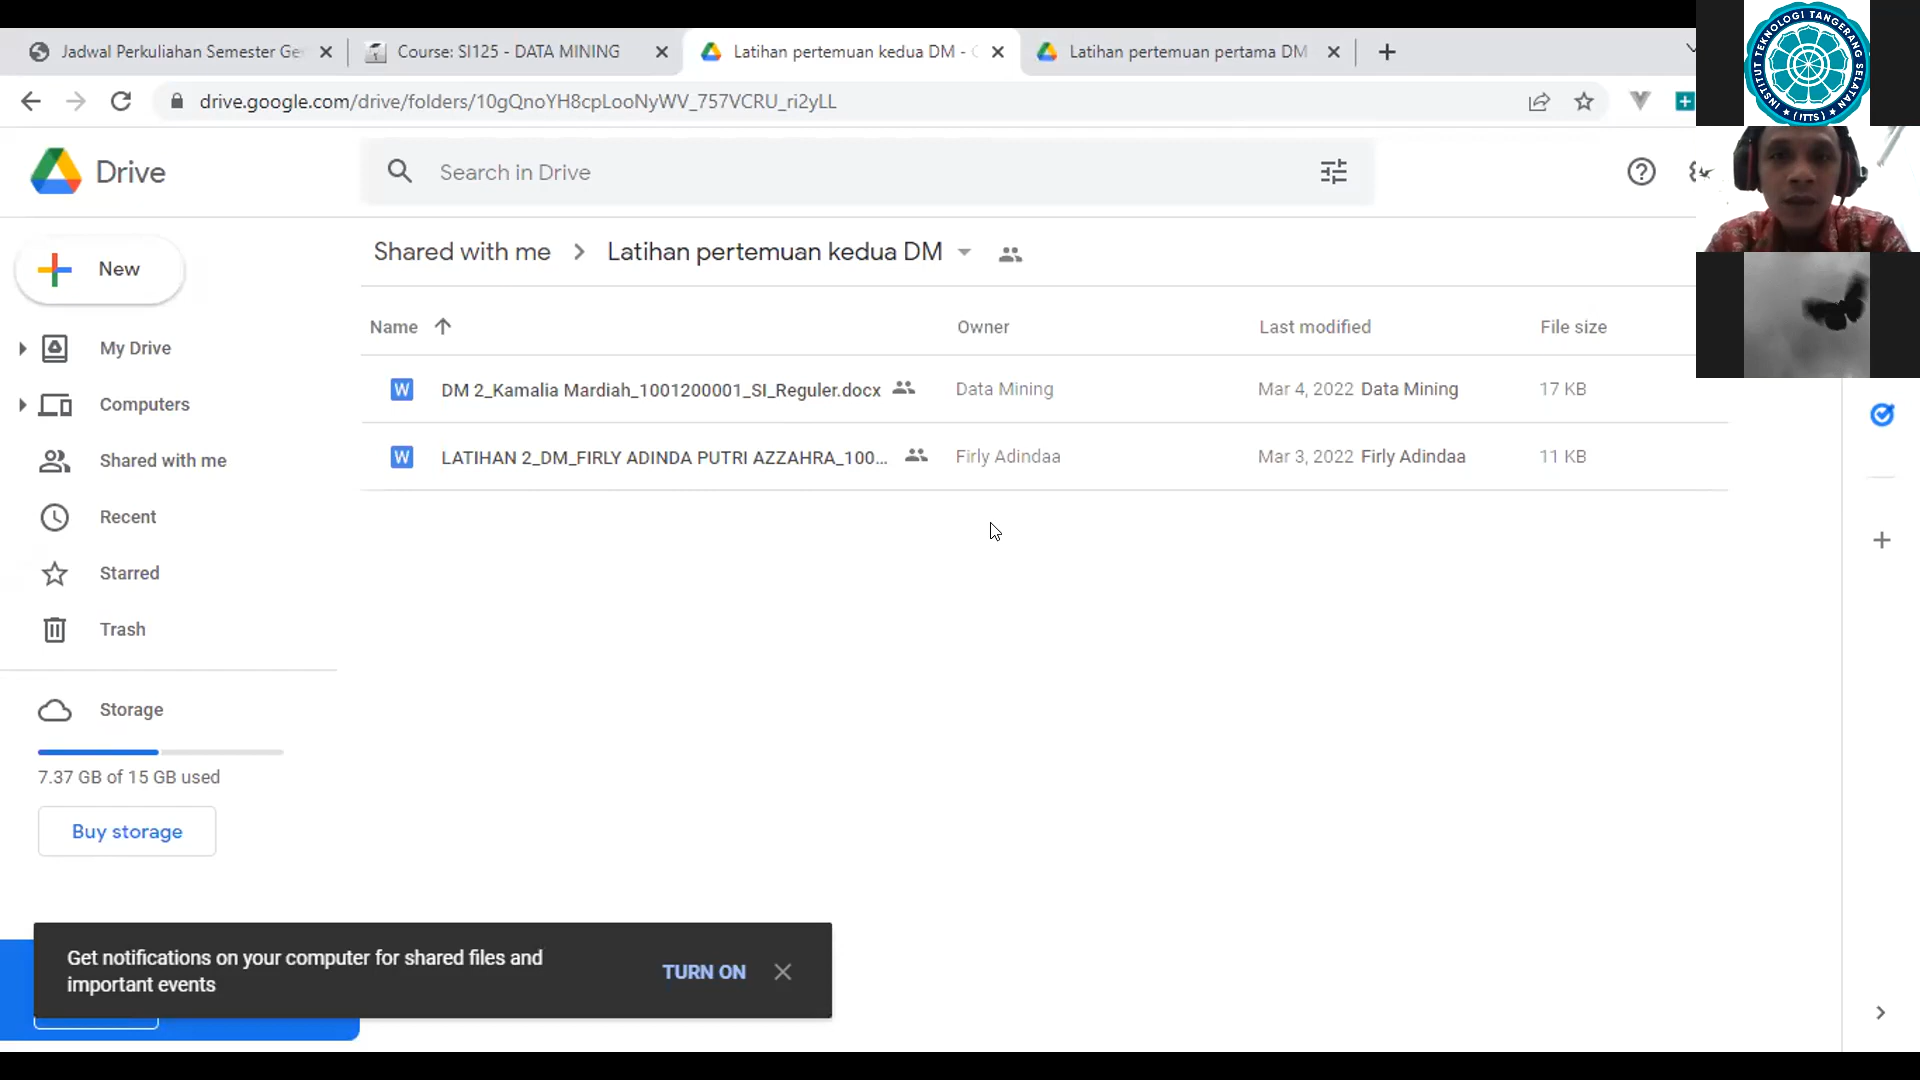 Jadwal Perkuliahan Semester Ge
Course: SI125 - DATA MINING
Latihan pertemuan kedua DM -
Latihan pertemuan pertama DM
drive.google.com/drive/folders/10gQnoYH8cpLooNyWV_757VCRU_ri2yLL
INSTITUT TEKNOLOGI TANGERANG SELATAN
(ITTS)
Drive
Search in Drive
New
Shared with me
Latihan pertemuan kedua DM
Name
Owner
Last modified
File size
DM 2_Kamalia Mardiah_1001200001_SI_Reguler.docx
Data Mining
Mar 4, 2022 Data Mining
17 KB
LATIHAN 2_DM_FIRLY ADINDA PUTRI AZZAHRA_100...
Firly Adindaa
Mar 3, 2022 Firly Adindaa
11 KB
My Drive
Computers
Shared with me
Recent
Starred
Trash
Storage
7.37 GB of 15 GB used
Buy storage
Get notifications on your computer for shared files and
important events
TURN ON